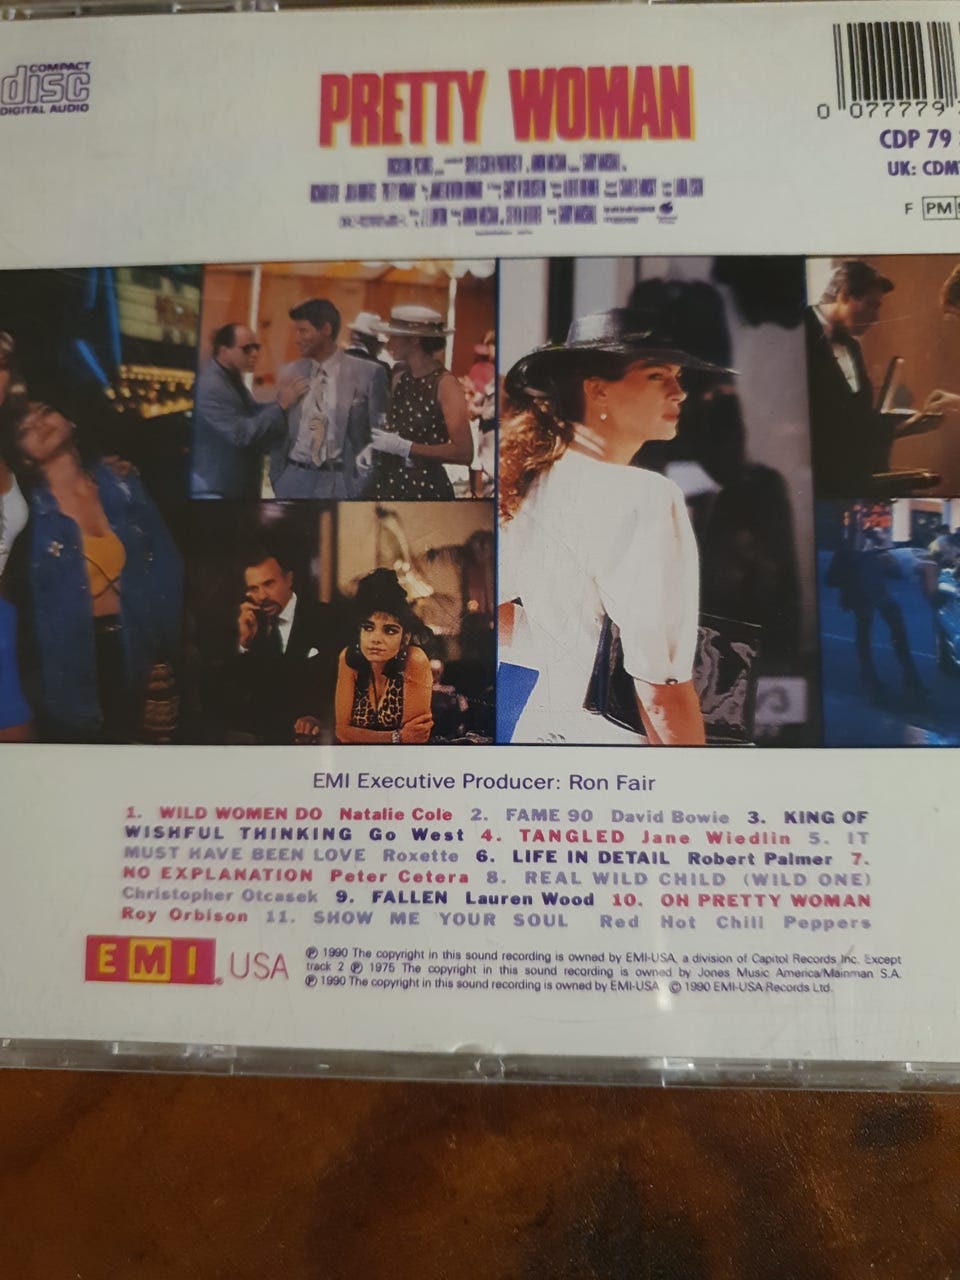 COMPACT
disc
DIGITAL AUDIO
PRETTY WOMAN
0 077779
CDP 79
UK: CDM
F PM
EMI Executive Producer: Ron Fair
1. WILD WOMEN DO Natalie Cole 2. FAME 90 David Bowie 3. KING OF
WISHFUL THINKING Go West 4. TANGLED Jane Wiedlin 5. IT
MUST HAVE BEEN LOVE Roxette 6. LIFE IN DETAIL Robert Palmer 7.
NO EXPLANATION Peter Cetera 8. REAL WILD CHILD (WILD ONE)
Christopher Otcasek 9. FALLEN Lauren Wood 10. OH PRETTY WOMAN
Roy Orbison 11. SHOW ME YOUR SOUL Red Hot Chili Peppers
EMI USA
℗ 1990 The copyright in this sound recording is owned by EMI-USA, a division of Capitol Records Inc. Except
track 2 ℗ 1975 The copyright in this sound recording is owned by Jones Music America/Mainman S.A.
℗ 1990 The copyright in this sound recording is owned by EMI-USA © 1990 EMI-USA Records Ltd.